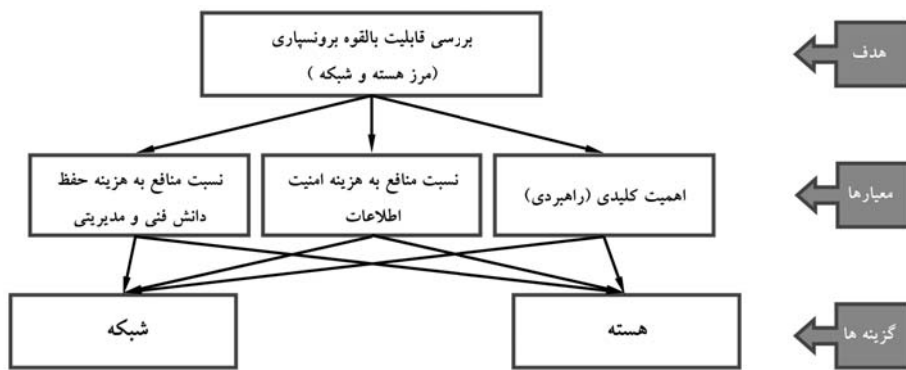 بررسی قابلیت بالقوه برونسپاری
(مرز هسته و شبکه )
هدف
اهمیت کلیدی (راهبردی)
نسبت منافع به هزینه امنیت
اطلاعات
نسبت منافع به هزینه حفظ
دانش فنی و مدیریتی
معیارها
هسته
شبکه
گزینه ها